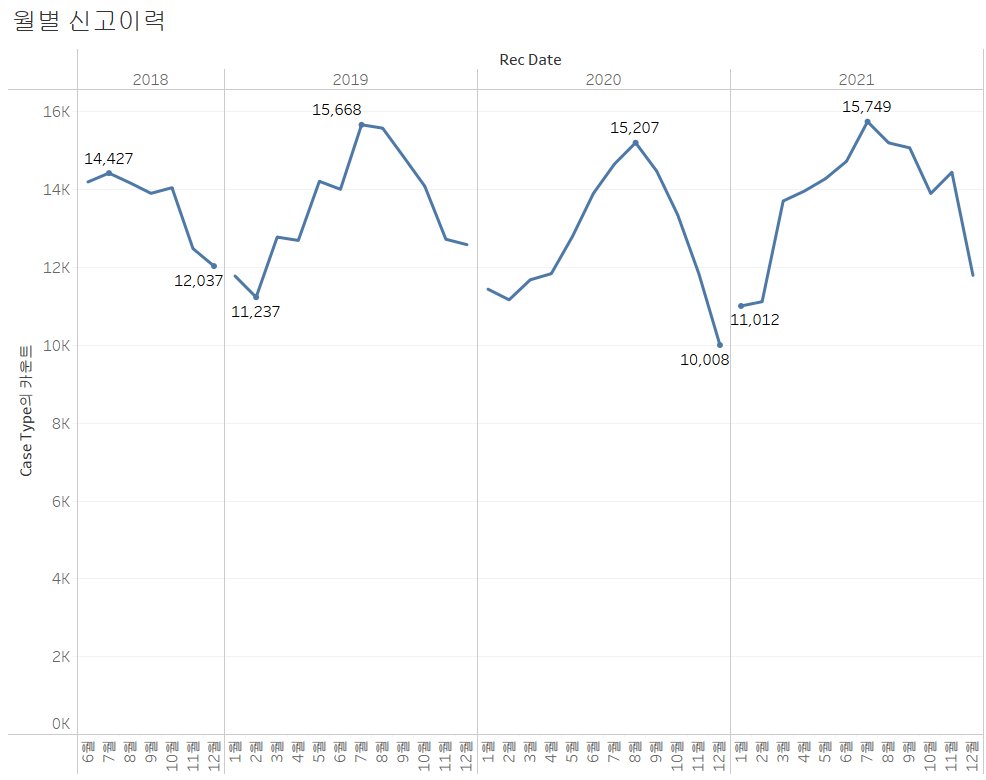 월별 신고이력
Rec Date
2018 2019 2020 2021
16K
14K
12K
10K
8K
6K
4K
2K
0K
Case Type의 카운트
14,427
12,037
11,237
15,668
15,207
10,008
11,012
15,749
6월 7월 8월 9월 10월 11월 12월 1월 2월 3월 4월 5월 6월 7월 8월 9월 10월 11월 12월 1월 2월 3월 4월 5월 6월 7월 8월 9월 10월 11월 12월 1월 2월 3월 4월 5월 6월 7월 8월 9월 10월 11월 12월